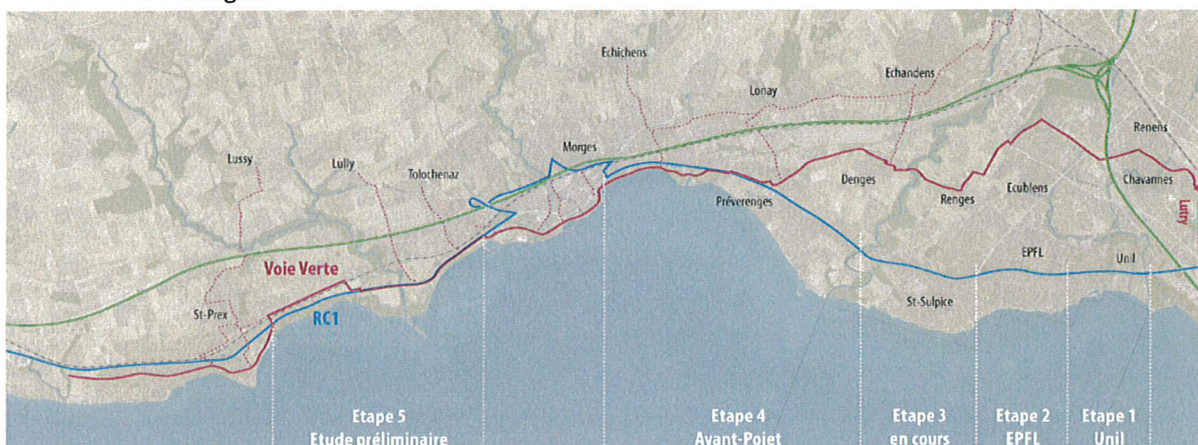 Echichens
Echandens
Lonay
Renens
Morges
Lussy
Lully
Tolochenaz
Denges
Ecublens
Chavannes
Préverenges
Renges
Lutry
Voie Verte
EPFL
Unil
St-Prex
RC1
St-Sulpice
Etape 5
Etude préliminaire
Etape 4
Avant-Pojet
Etape 3
en cours
Etape 2
EPFL
Etape 1
Unil